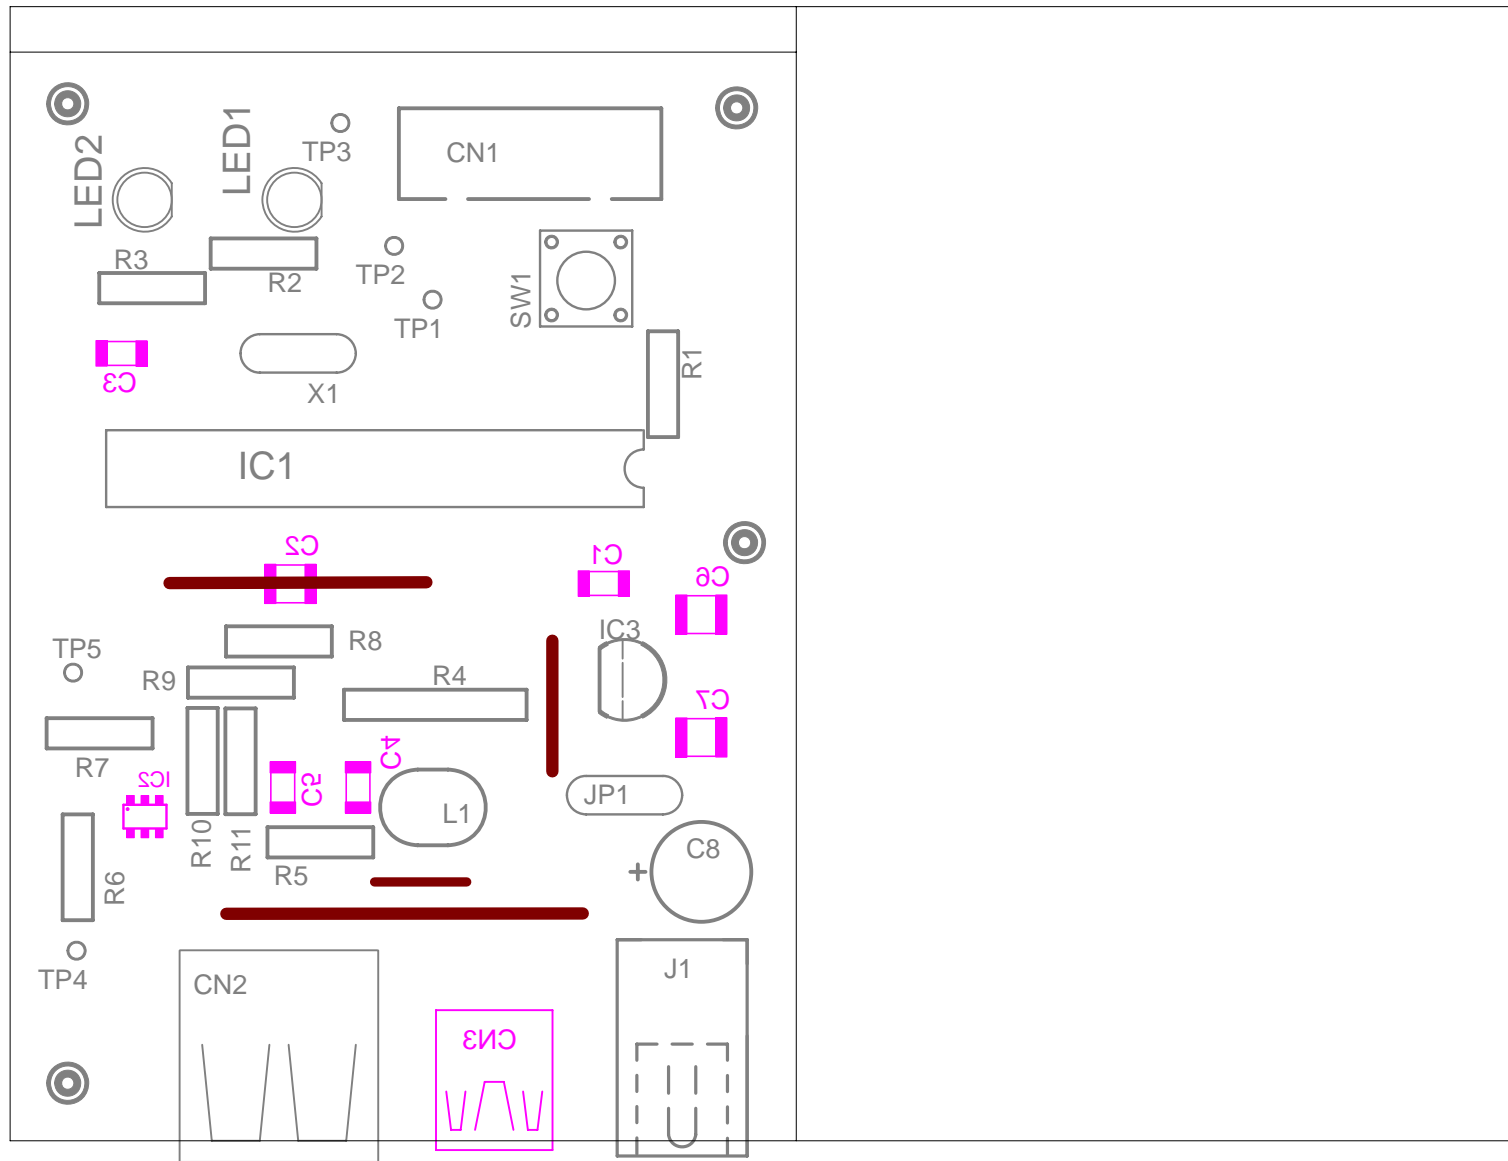 LED2
LED1
TP3
CN1
R3
R2
TP2
TP1
SW1
C3
X1
R1
IC1
C2
C1
C6
IC3
TP5
R8
R9
R4
C7
R7
IC2
C5
C4
JP1
L1
R10
R11
C8
R5
+
R6
TP4
CN2
J1
CN3